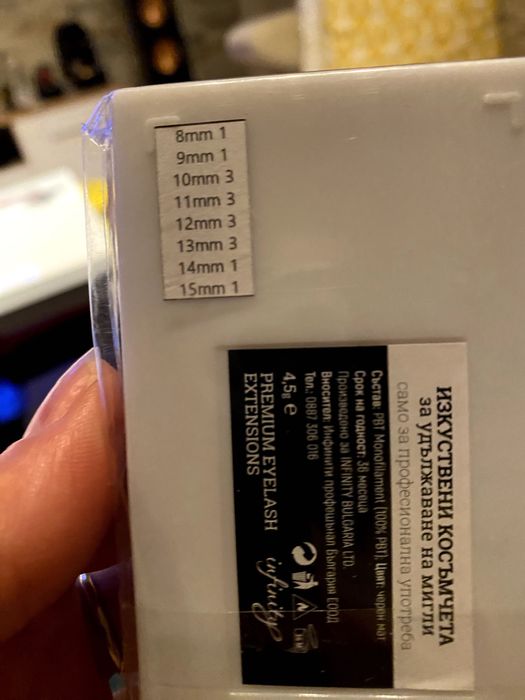 8mm 1
9mm 1
10mm 3
11mm 3
12mm 3
13mm 3
14mm 1
15mm 1
ИЗКУСТВЕНИ КОСЪМЧЕТА
за удължаване на мигли
само за професионална употреба
Състав: PBT Monofilament (100% PBT), Цвят: черен мат
Срок на годност: 36 месеца
Произведено за INFINITY BULGARIA LTD.
Вносител: Инфинити профешънал България ЕООД
Тел.: 0887 306 016
4,5g e
PREMIUM EYELASH
EXTENSIONS
infinity